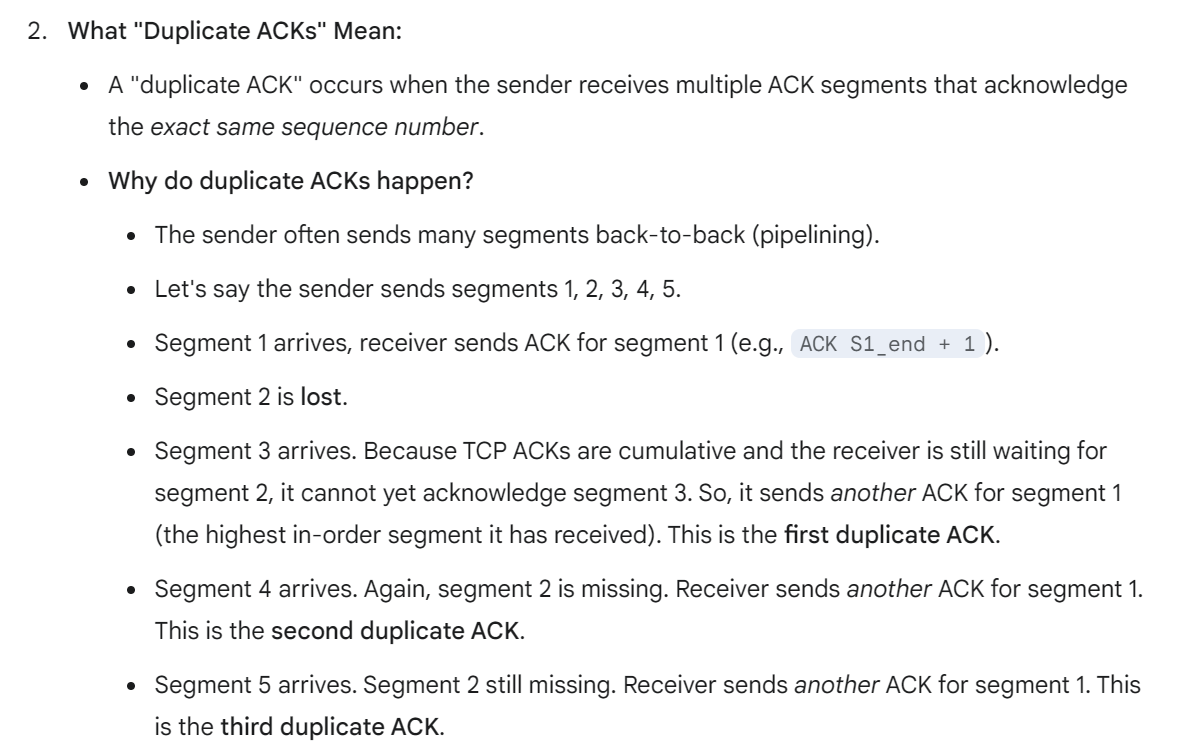 2. What "Duplicate ACKs" Mean:
• A "duplicate ACK" occurs when the sender receives multiple ACK segments that acknowledge
the exact same sequence number.
• Why do duplicate ACKs happen?
• The sender often sends many segments back-to-back (pipelining).
• Let's say the sender sends segments 1, 2, 3, 4, 5.
• Segment 1 arrives, receiver sends ACK for segment 1 (e.g., ACK S1_end + 1 ).
• Segment 2 is lost.
• Segment 3 arrives. Because TCP ACKs are cumulative and the receiver is still waiting for
segment 2, it cannot yet acknowledge segment 3. So, it sends another ACK for segment 1
(the highest in-order segment it has received). This is the first duplicate ACK.
• Segment 4 arrives. Again, segment 2 is missing. Receiver sends another ACK for segment 1.
This is the second duplicate ACK.
• Segment 5 arrives. Segment 2 still missing. Receiver sends another ACK for segment 1. This
is the third duplicate ACK.